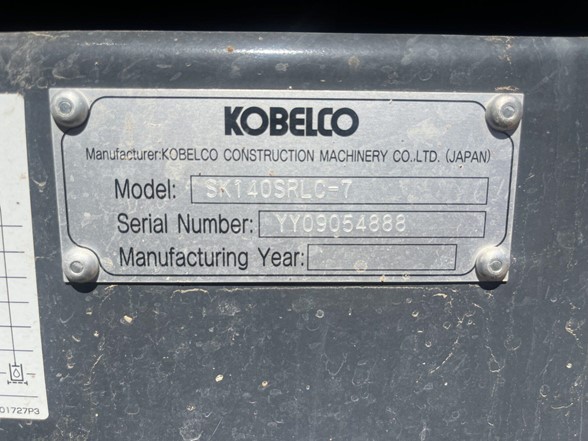 KOBELCO
Manufacturer:KOBELCO CONSTRUCTION MACHINERY CO.,LTD. (JAPAN)
Model: SK140SRLC-7
Serial Number: YY09054888
Manufacturing Year:
01727P3